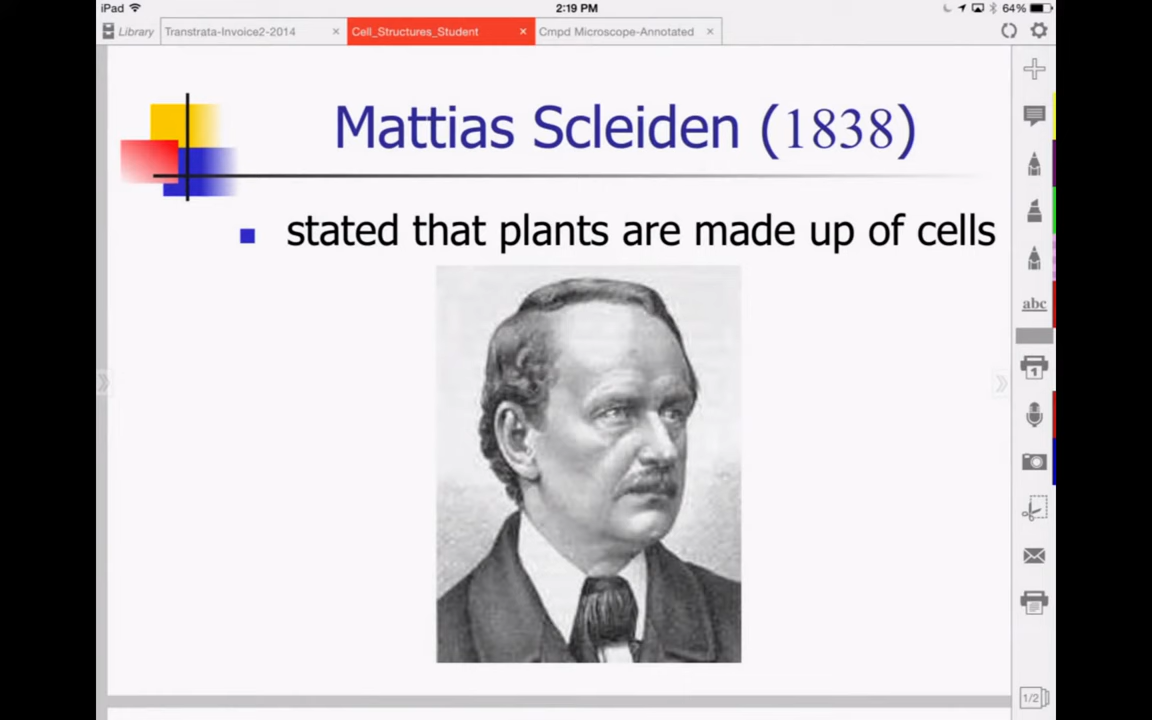 iPad 2:19 PM 64%
Library Transtrata-Invoice2-2014 × Cell_Structures_Student × Cmpd Microscope-Annotated ×
Mattias Scleiden (1838)
stated that plants are made up of cells
abc
1
1/2